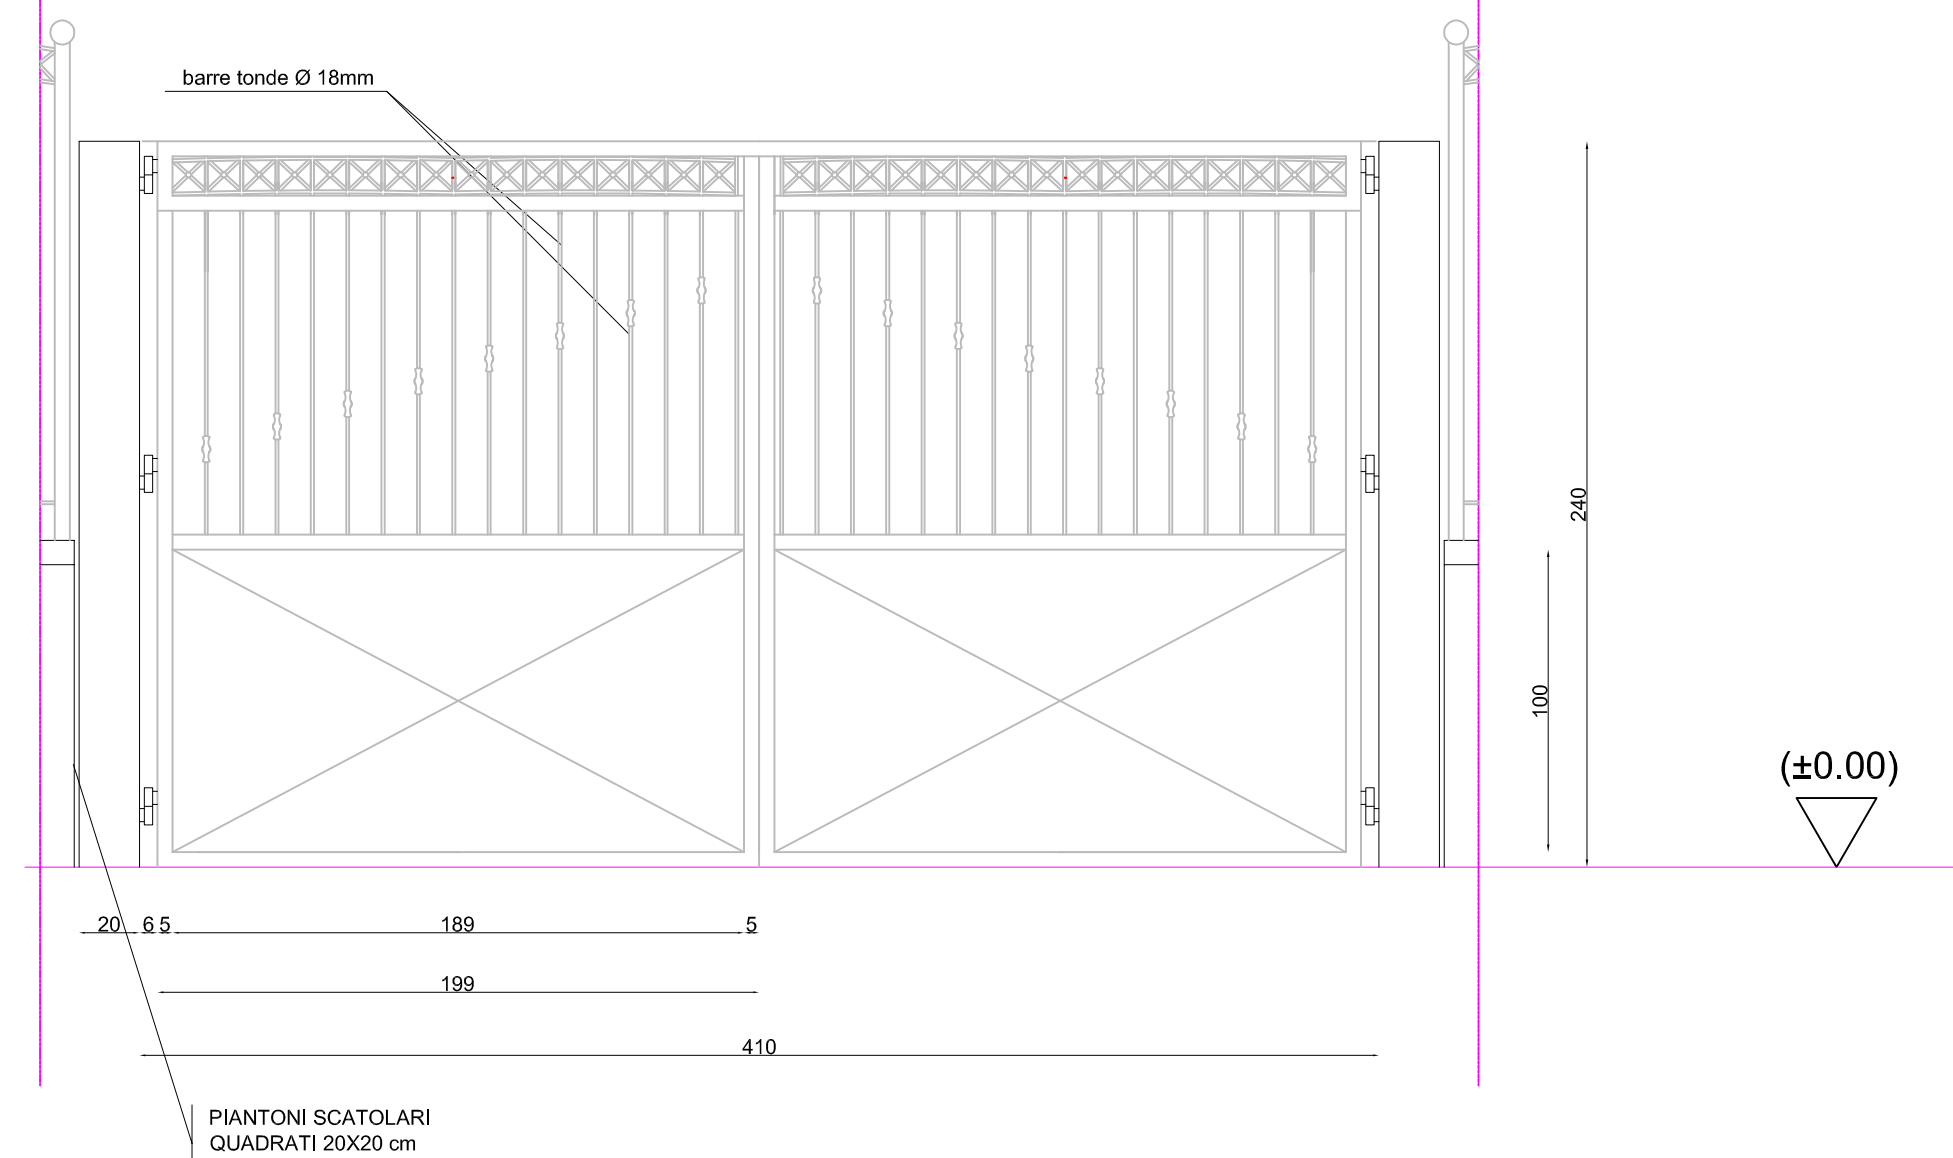 barre tonde Ø 18mm
240
100
(±0.00)
20 6 5 189 5
199
410
PIANTONI SCATOLARI
QUADRATI 20X20 cm